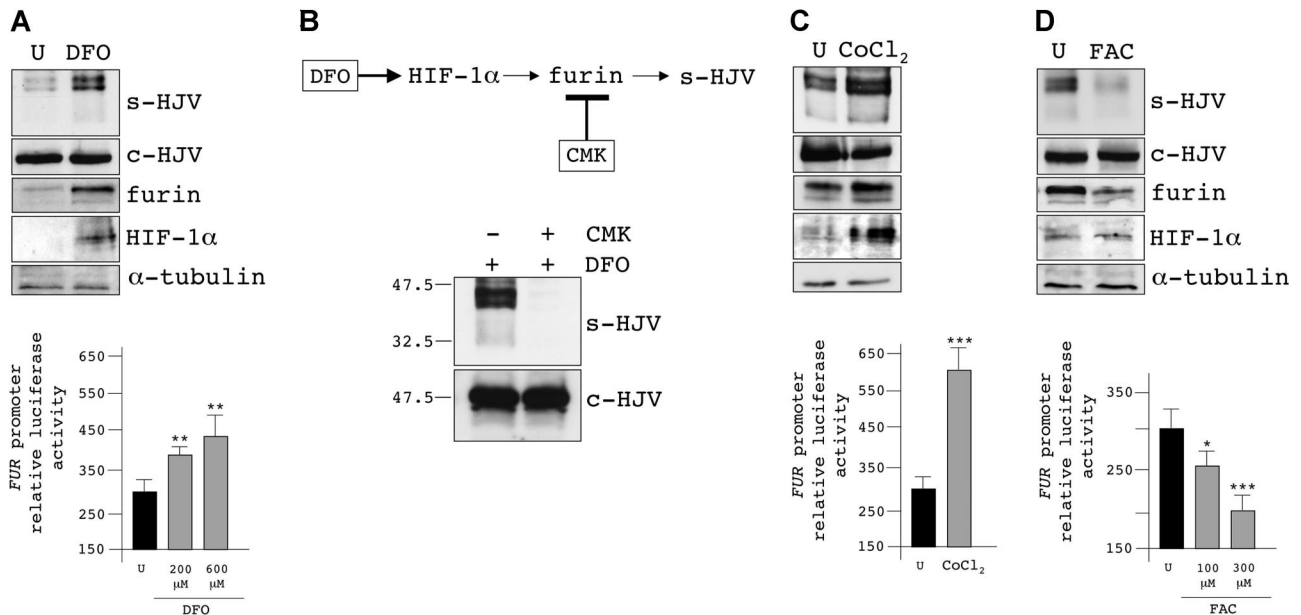 A
U DFO
s-HJV
c-HJV
furin
HIF-1α
α-tubulin
FUR promoter
relative luciferase
activity
650
550
450
350
250
150
** **
U 200 μM 600 μM
DFO
B
DFO HIF-1α furin s-HJV
CMK
− + CMK
+ + DFO
47.5
32.5
s-HJV
47.5
c-HJV
C
U CoCl2
FUR promoter
relative luciferase
activity
650
550
450
350
250
150
***
U CoCl2
D
U FAC
s-HJV
c-HJV
furin
HIF-1α
α-tubulin
FUR promoter
relative luciferase
activity
350
250
150
* ***
U 100 μM 300 μM
FAC